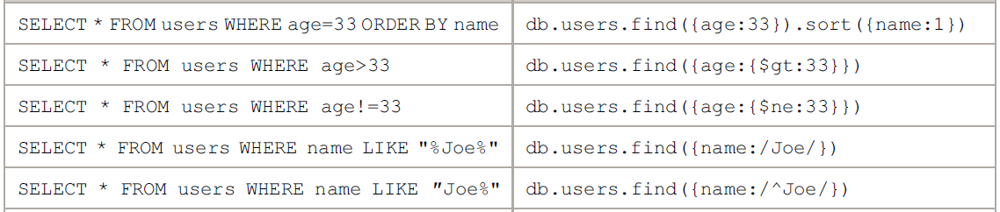 SELECT * FROM users WHERE age=33 ORDER BY name db.users.find({age:33}).sort({name:1})
SELECT * FROM users WHERE age>33 db.users.find({age:{$gt:33}})
SELECT * FROM users WHERE age!=33 db.users.find({age:{$ne:33}})
SELECT * FROM users WHERE name LIKE "%Joe%" db.users.find({name:/Joe/})
SELECT * FROM users WHERE name LIKE "Joe%" db.users.find({name:/^Joe/})